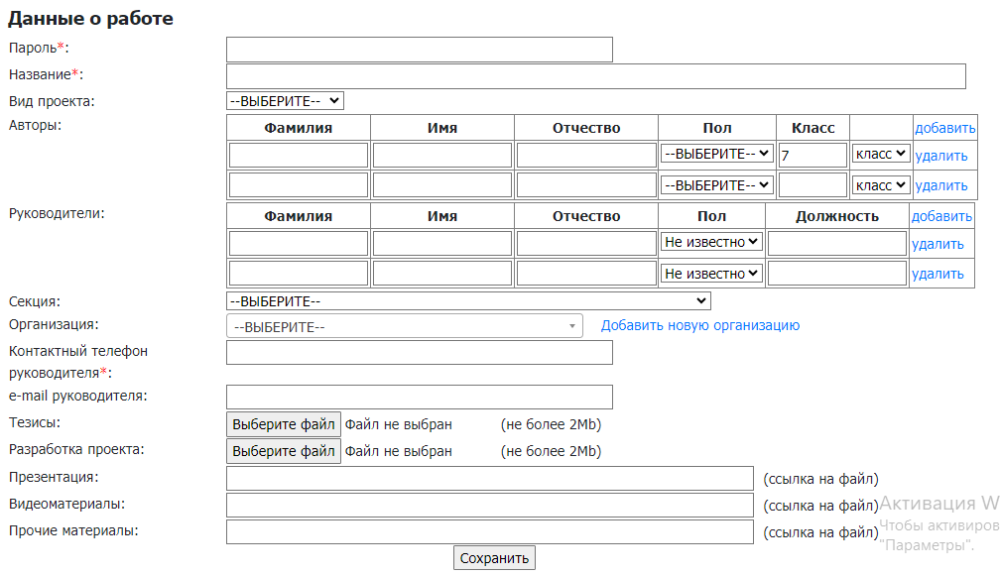 Данные о работе
Пароль*:
Название*:
Вид проекта: --ВЫБЕРИТЕ--
Авторы: Фамилия Имя Отчество Пол Класс добавить
--ВЫБЕРИТЕ-- 7 класс удалить
--ВЫБЕРИТЕ-- класс удалить
Руководители: Фамилия Имя Отчество Пол Должность добавить
Не известно удалить
Не известно удалить
Секция: --ВЫБЕРИТЕ--
Организация: --ВЫБЕРИТЕ-- Добавить новую организацию
Контактный телефон
руководителя*:
e-mail руководителя:
Тезисы: Выберите файл Файл не выбран (не более 2Mb)
Разработка проекта: Выберите файл Файл не выбран (не более 2Mb)
Презентация: (ссылка на файл)
Видеоматериалы: (ссылка на файл) Активация W
Чтобы активиров
Прочие материалы: (ссылка на файл)
"Параметры".
Сохранить